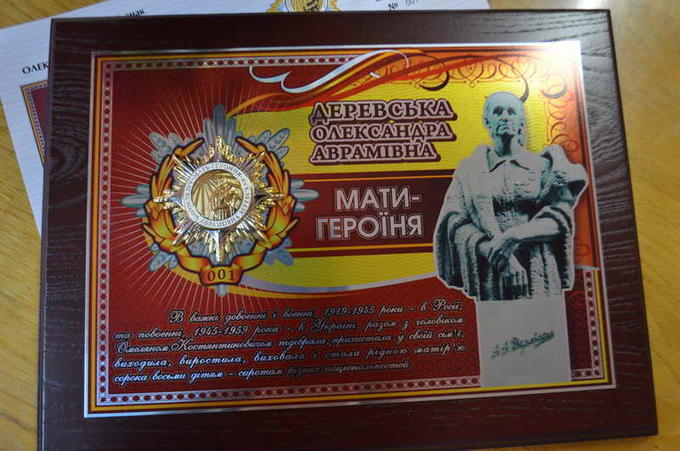 №
ОЛЕК
ДЕРЕВСЬКА
ОЛЕКСАНДРА
АВРАМІВНА
МАТИ-
ГЕРОЇНЯ
001
В важкі довоєнні і воєнні, 1919-1945 роки - в Росії,
та повоєнні, 1945-1959 роки - в Україні, разом з чоловіком
Омеляном Костянтиновичем підібрала, прихистила у своїй сім'ї,
виходила, виростила, виховала і стала рідною матір'ю
сорока восьми дітям - сиротам різних національностей.